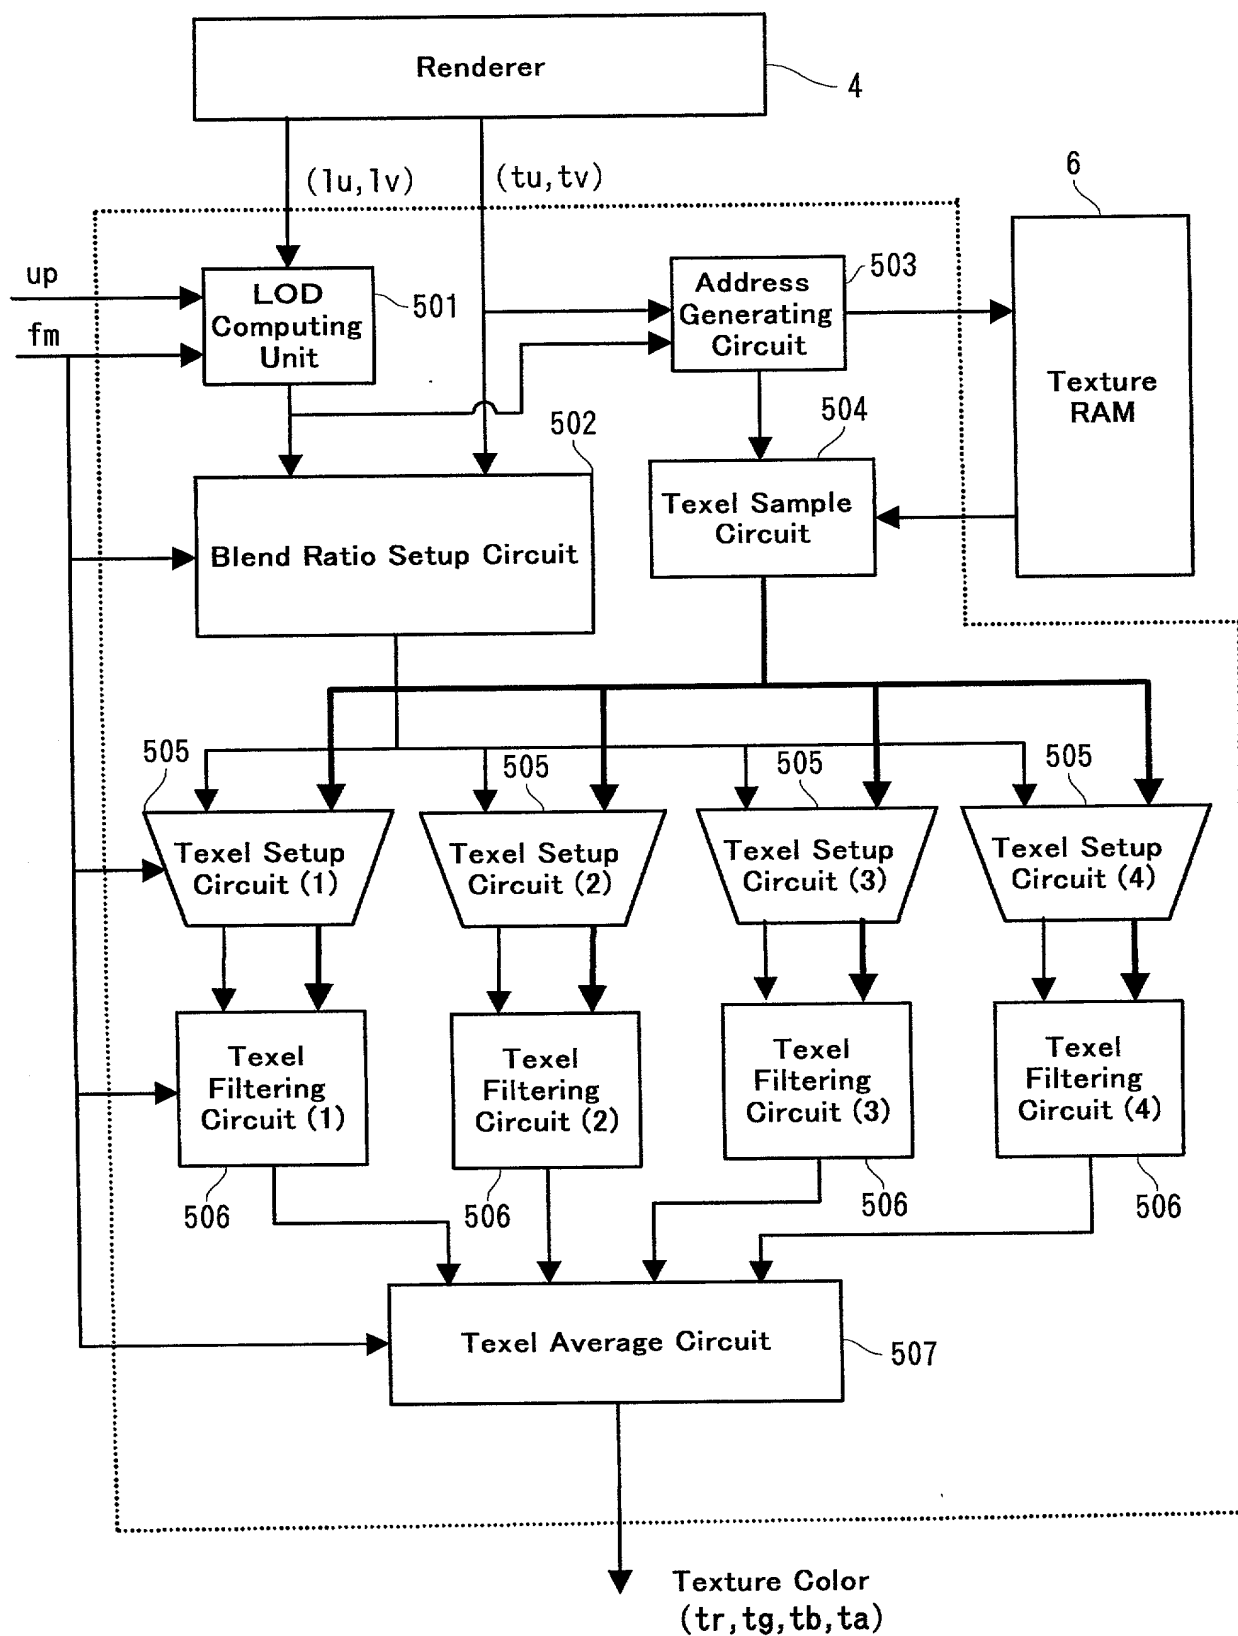 Renderer
4
(lu,lv)
(tu,tv)
6
up
fm
LOD
Computing
Unit
501
Address
Generating
Circuit
503
Texture
RAM
502
504
Blend Ratio Setup Circuit
Texel Sample
Circuit
505
505
505
505
Texel Setup
Circuit (1)
Texel Setup
Circuit (2)
Texel Setup
Circuit (3)
Texel Setup
Circuit (4)
Texel
Filtering
Circuit (1)
Texel
Filtering
Circuit (2)
Texel
Filtering
Circuit (3)
Texel
Filtering
Circuit (4)
506
506
506
506
Texel Average Circuit
507
Texture Color
(tr,tg,tb,ta)